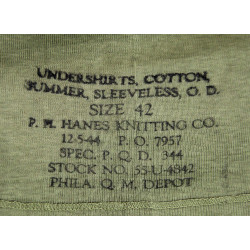 UNDERSHIRTS, COTTON,
SUMMER, SLEEVELESS, O. D.
SIZE 42
P. H. HANES KNITTING CO.
12-5-44 P. O. 7957
SPEC. P. Q. D. 344
STOCK NO. 55-U-4842
PHILA. Q. M. DEPOT